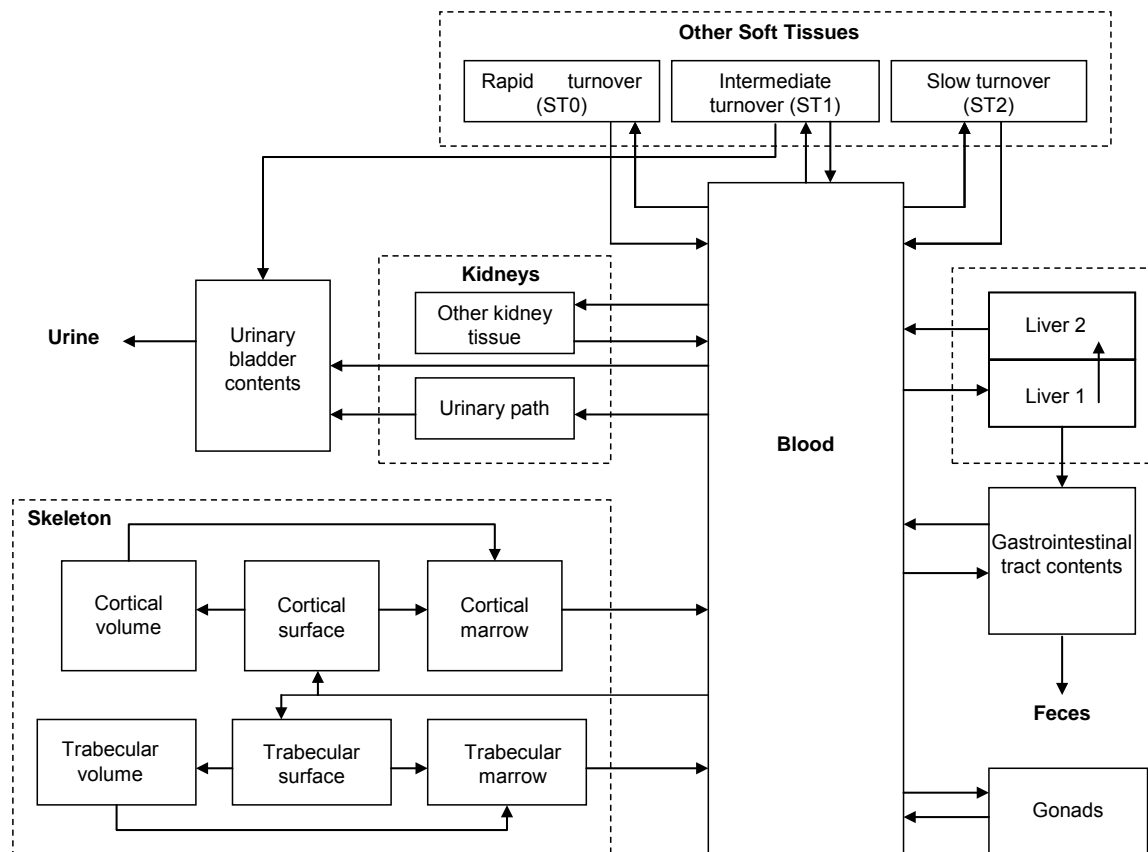 Other Soft Tissues
Rapid turnover
(ST0)
Intermediate
turnover (ST1)
Slow turnover
(ST2)
Kidneys
Other kidney
tissue
Urinary path
Urine
Urinary
bladder
contents
Liver 2
Liver 1
Blood
Gastrointestinal
tract contents
Feces
Skeleton
Cortical
volume
Cortical
surface
Cortical
marrow
Trabecular
volume
Trabecular
surface
Trabecular
marrow
Gonads